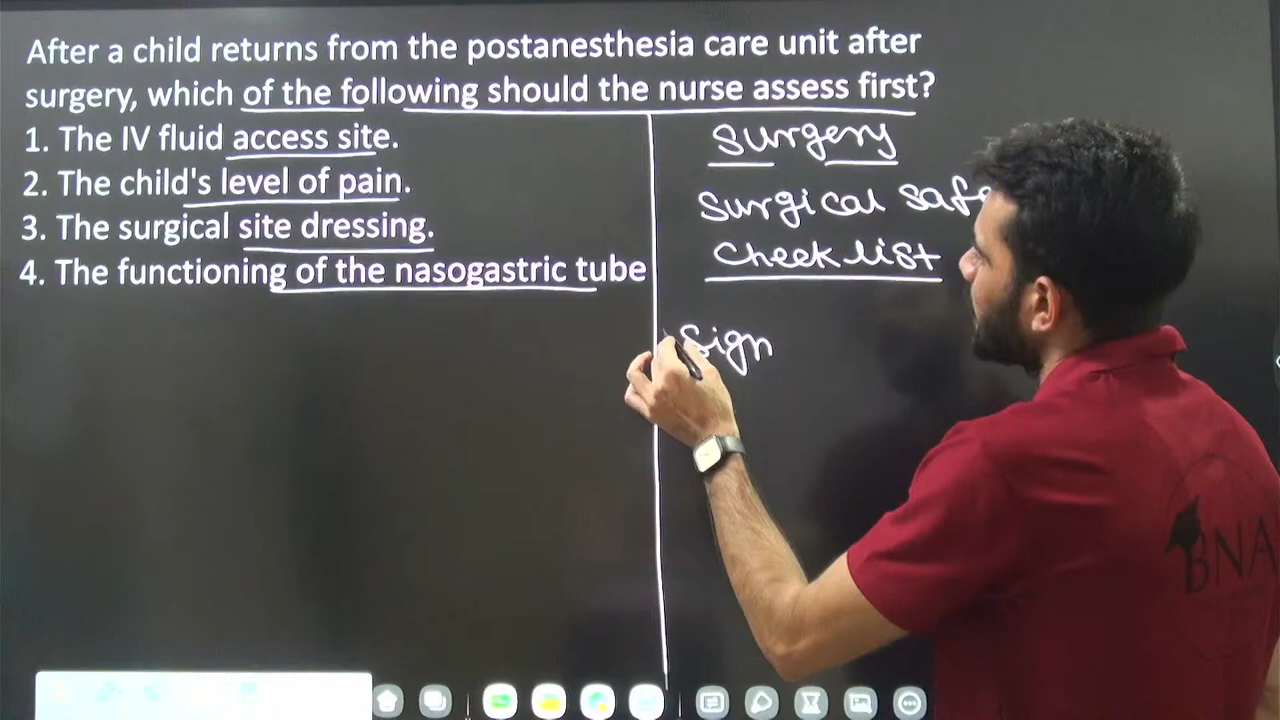 After a child returns from the postanesthesia care unit after
surgery, which of the following should the nurse assess first?
1. The IV fluid access site.
2. The child's level of pain.
3. The surgical site dressing.
4. The functioning of the nasogastric tube
Surgery
Surgical Safe
Check list
Sign
BNA